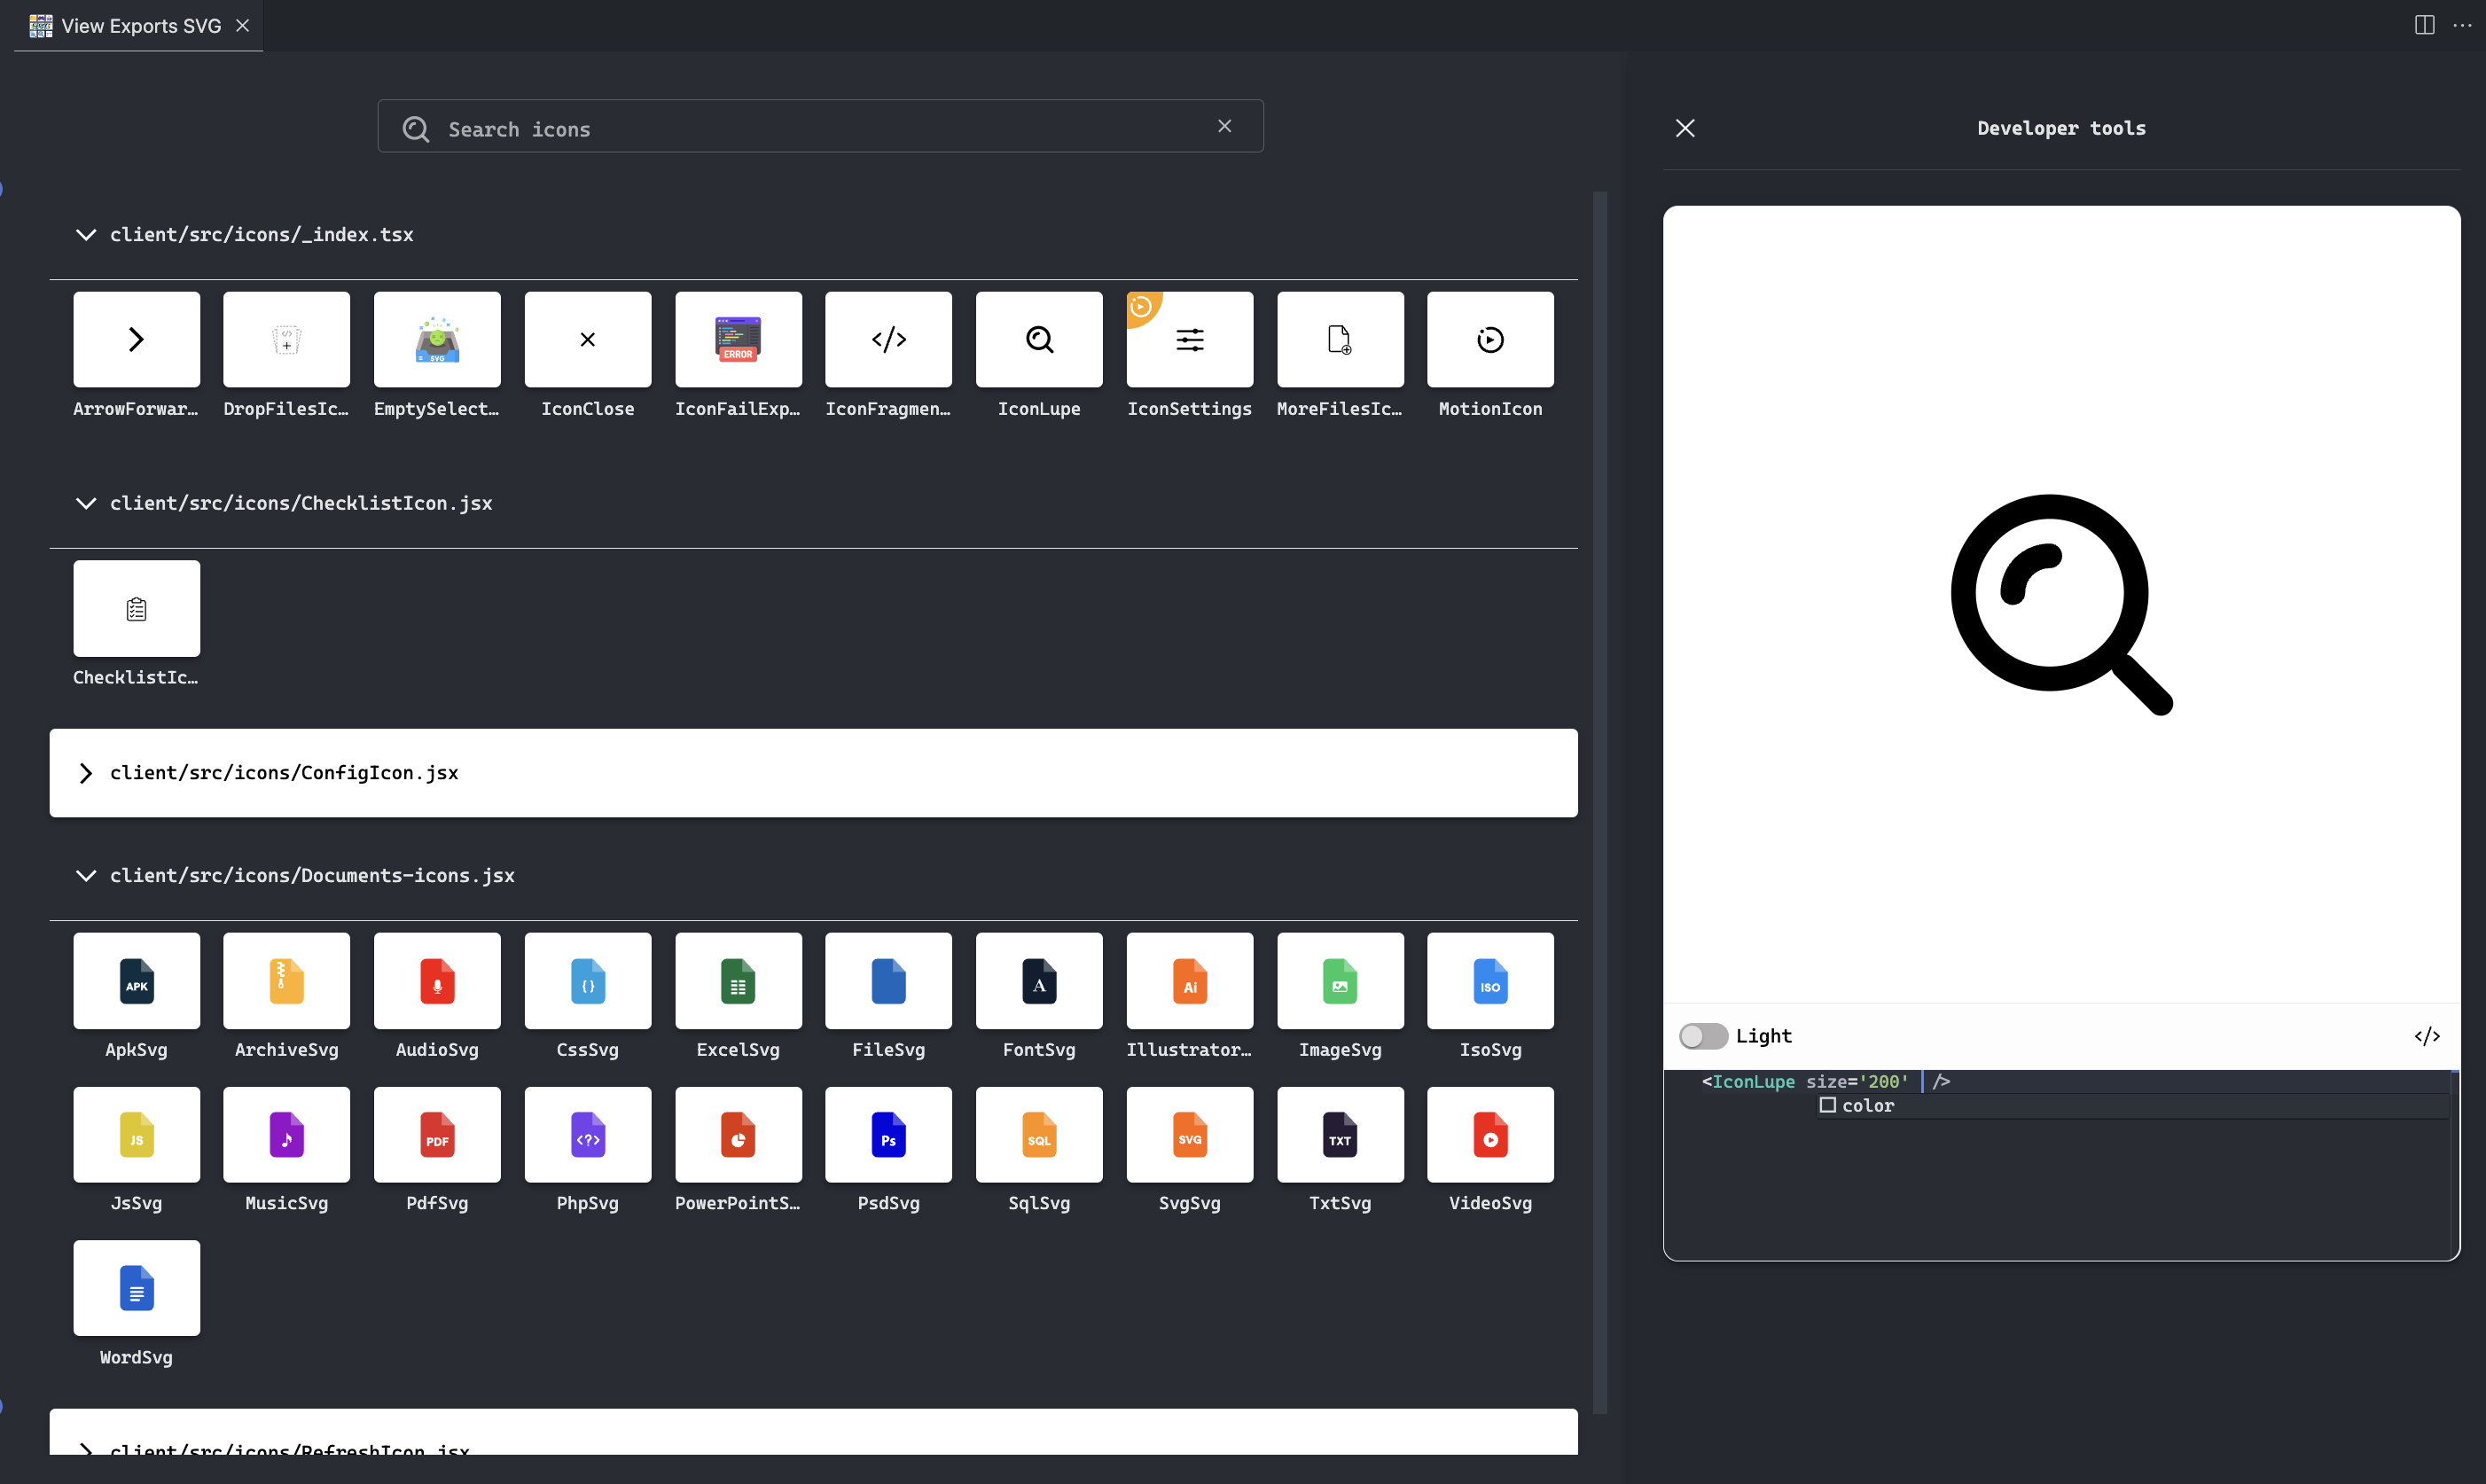 View Exports SVG
Search icons
client/src/icons/_index.tsx
ArrowForwar… DropFilesIc… EmptySelect… IconClose IconFailExp… IconFragmen… IconLupe IconSettings MoreFilesIc… MotionIcon
SVG
ERROR
client/src/icons/ChecklistIcon.jsx
ChecklistIc…
client/src/icons/ConfigIcon.jsx
client/src/icons/Documents-icons.jsx
APK { } A Ai ISO
ApkSvg ArchiveSvg AudioSvg CssSvg ExcelSvg FileSvg FontSvg Illustrator… ImageSvg IsoSvg
JS PDF <?> Ps SQL SVG TXT
JsSvg MusicSvg PdfSvg PhpSvg PowerPointS… PsdSvg SqlSvg SvgSvg TxtSvg VideoSvg
WordSvg
client/src/icons/RefreshIcon.jsx
Developer tools
Light
</>
<IconLupe size='200' />
color